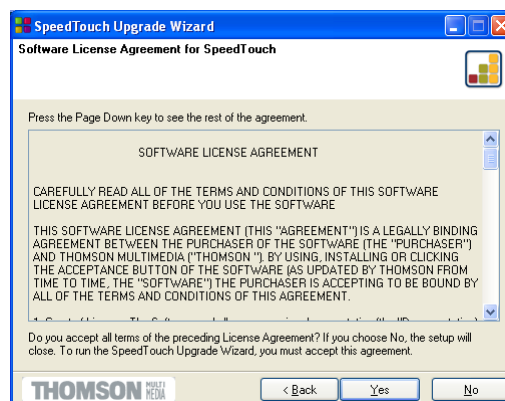 SpeedTouch Upgrade Wizard
Software License Agreement for SpeedTouch
Press the Page Down key to see the rest of the agreement.
SOFTWARE LICENSE AGREEMENT
CAREFULLY READ ALL OF THE TERMS AND CONDITIONS OF THIS SOFTWARE
LICENSE AGREEMENT BEFORE YOU USE THE SOFTWARE
THIS SOFTWARE LICENSE AGREEMENT (THIS "AGREEMENT") IS A LEGALLY BINDING
AGREEMENT BETWEEN THE PURCHASER OF THE SOFTWARE (THE "PURCHASER")
AND THOMSON MULTIMEDIA ("THOMSON "). BY USING, INSTALLING OR CLICKING
THE ACCEPTANCE BUTTON OF THE SOFTWARE (AS UPDATED BY THOMSON FROM
TIME TO TIME, THE "SOFTWARE") THE PURCHASER IS ACCEPTING TO BE BOUND BY
ALL OF THE TERMS AND CONDITIONS OF THIS AGREEMENT.
Do you accept all terms of the preceding License Agreement? If you choose No, the setup will
close. To run the SpeedTouch Upgrade Wizard, you must accept this agreement.
THOMSON MULTI MEDIA
< Back Yes No